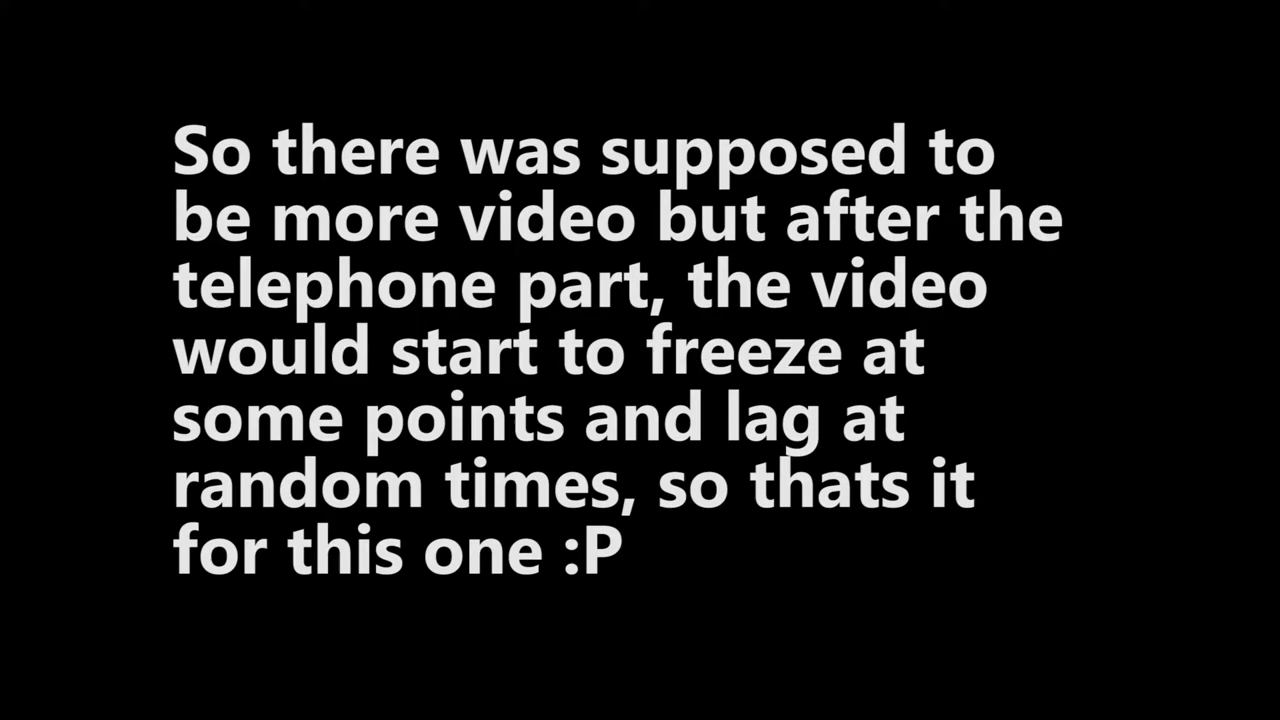 So there was supposed to
be more video but after the
telephone part, the video
would start to freeze at
some points and lag at
random times, so thats it
for this one :P